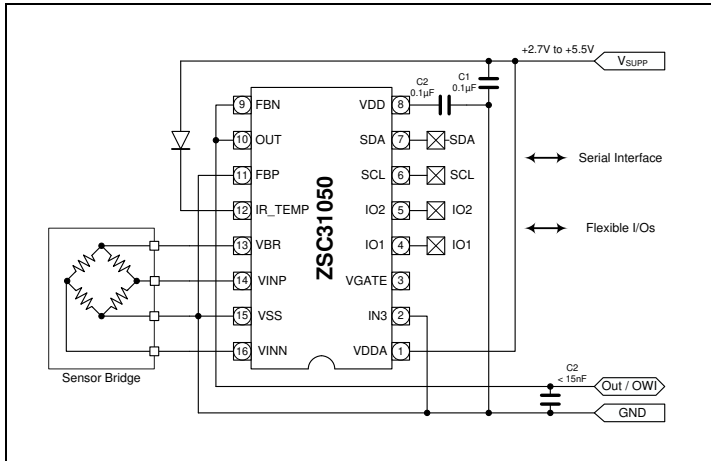 +2.7V to +5.5V
VSUPP
C2
0.1µF
C1
0.1µF
9 FBN VDD 8
10 OUT SDA 7 SDA
11 FBP SCL 6 SCL
12 IR_TEMP IO2 5 IO2
13 VBR IO1 4 IO1
14 VINP VGATE 3
15 VSS IN3 2
16 VINN VDDA 1
ZSC31050
Serial Interface
Flexible I/Os
Sensor Bridge
C2
< 15nF
Out / OWI
GND